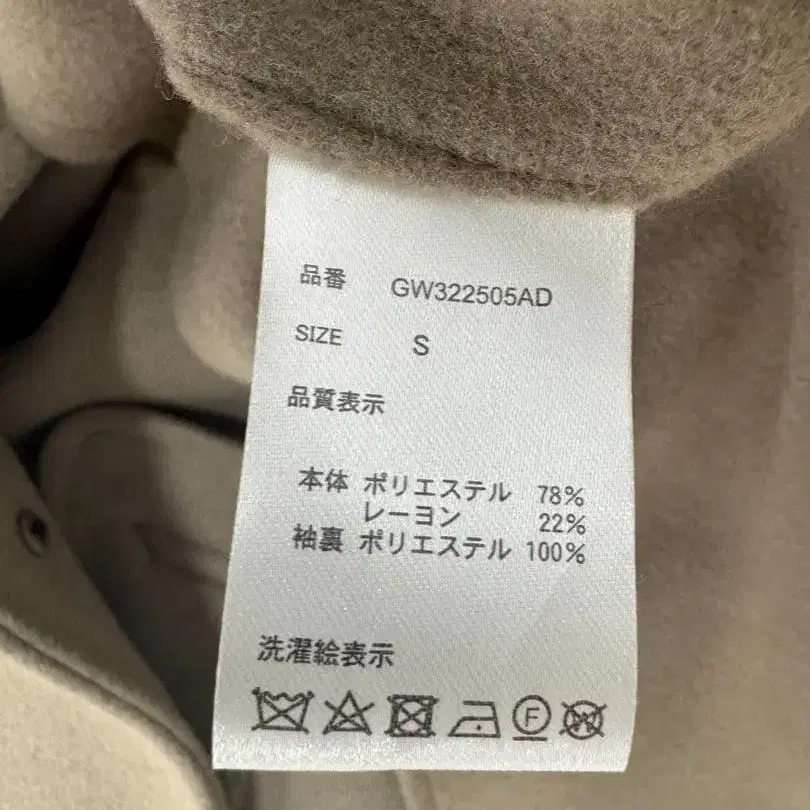 品番 GW322505AD
SIZE S
品質表示
本体 ポリエステル 78%
レーヨン 22%
袖裏 ポリエステル 100%
洗濯絵表示
F W